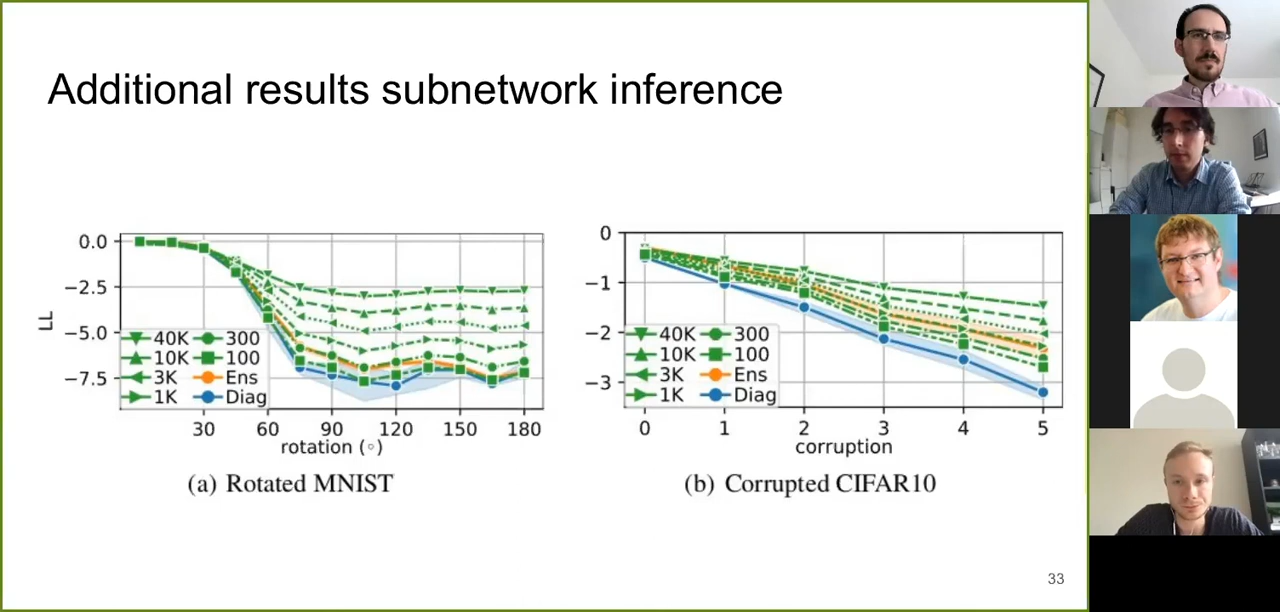 Additional results subnetwork inference
LL
0.0
−2.5
−5.0
−7.5
40K 300
10K 100
3K Ens
1K Diag
30 60 90 120 150 180
rotation (◦)
(a) Rotated MNIST
0
−1
−2
−3
40K 300
10K 100
3K Ens
1K Diag
0 1 2 3 4 5
corruption
(b) Corrupted CIFAR10
33